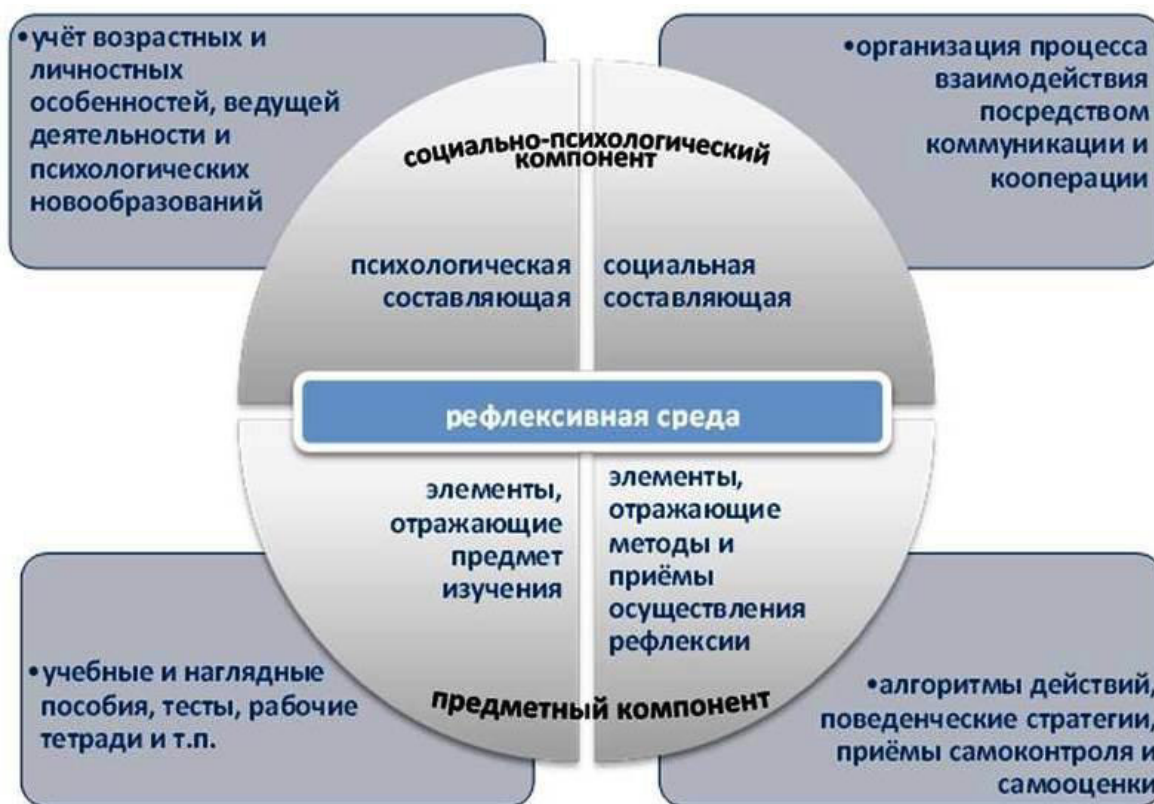 •учёт возрастных и
личностных
особенностей, ведущей
деятельности и
психологических
новообразований
•организация процесса
взаимодействия
посредством
коммуникации и
кооперации
социально-психологический
компонент
психологическая
составляющая
социальная
составляющая
рефлексивная среда
элементы,
отражающие
предмет
изучения
элементы,
отражающие
методы и
приёмы
осуществления
рефлексии
предметный компонент
•учебные и наглядные
пособия, тесты, рабочие
тетради и т.п.
•алгоритмы действий,
поведенческие стратегии,
приёмы самоконтроля и
самооценки